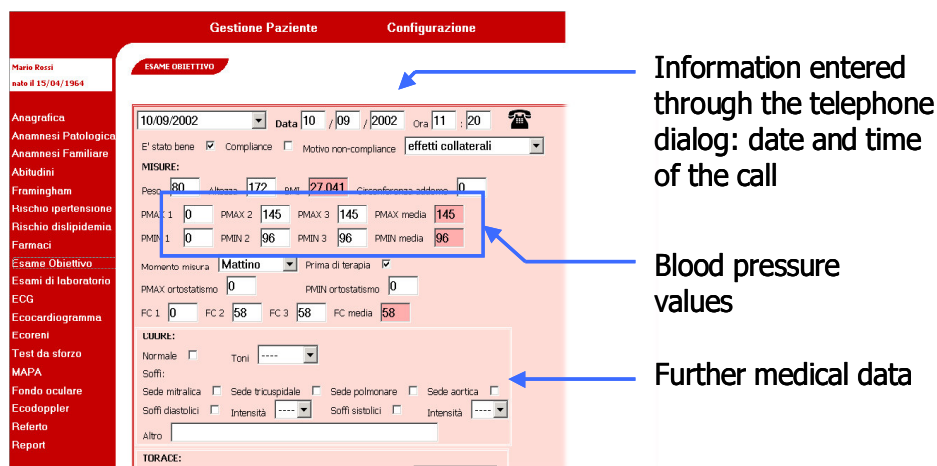 Gestione Paziente Configurazione
Mario Rossi
nato il 15/04/1964
ESAME OBIETTIVO
Anagrafica
Anamnesi Patologica
Anamnesi Familiare
Abitudini
Framingham
Rischio ipertensione
Rischio dislipidemia
Farmaci
Esame Obiettivo
Esami di laboratorio
ECG
Ecocardiogramma
Ecoreni
Test da sforzo
MAPA
Fondo oculare
Ecodoppler
Referto
Report
10/09/2002 Data 10 / 09 / 2002 Ora 11 : 20
E' stato bene Compliance Motivo non-compliance effetti collaterali
MISURE:
Peso 80 Altezza 172 BMI 27.041 Circonferenza addome 0
PMAX 1 0 PMAX 2 145 PMAX 3 145 PMAX media 145
PMIN 1 0 PMIN 2 96 PMIN 3 96 PMIN media 96
Momento misura Mattino Prima di terapia
PMAX ortostatismo 0 PMIN ortostatismo 0
FC 1 0 FC 2 58 FC 3 58 FC media 58
CUORE:
Normale Toni ----
Soffi:
Sede mitralica Sede tricuspidale Sede polmonare Sede aortica
Soffi diastolici Intensità ---- Soffi sistolici Intensità ----
Altro
TORACE:
Information entered
through the telephone
dialog: date and time
of the call
Blood pressure
values
Further medical data